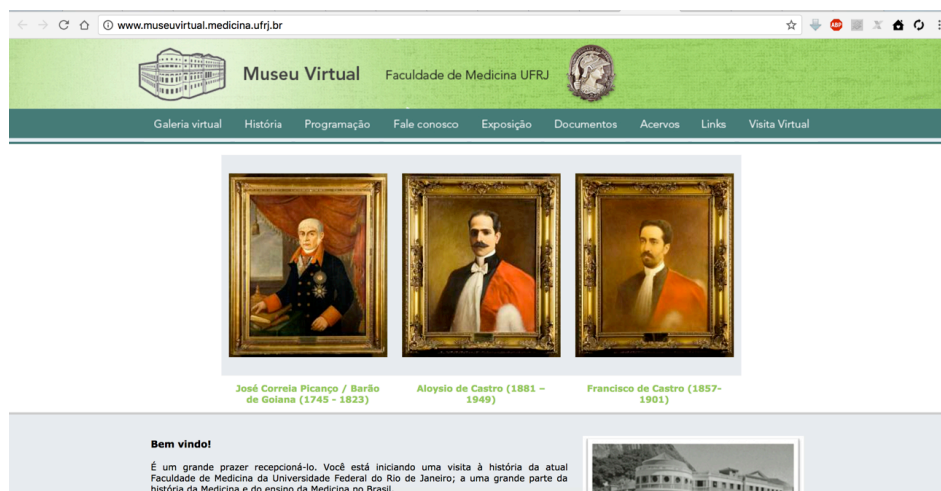 www.museuvirtual.medicina.ufrj.br
ABP
Museu Virtual
Faculdade de Medicina UFRJ
Galeria virtual
História
Programação
Fale conosco
Exposição
Documentos
Acervos
Links
Visita Virtual
José Correia Picanço / Barão
de Goiana (1745 - 1823)
Aloysio de Castro (1881 –
1949)
Francisco de Castro (1857-
1901)
Bem vindo!
É um grande prazer recepcioná-lo. Você está iniciando uma visita à história da atual
Faculdade de Medicina da Universidade Federal do Rio de Janeiro; a uma grande parte da
história da Medicina e do ensino da Medicina no Brasil.